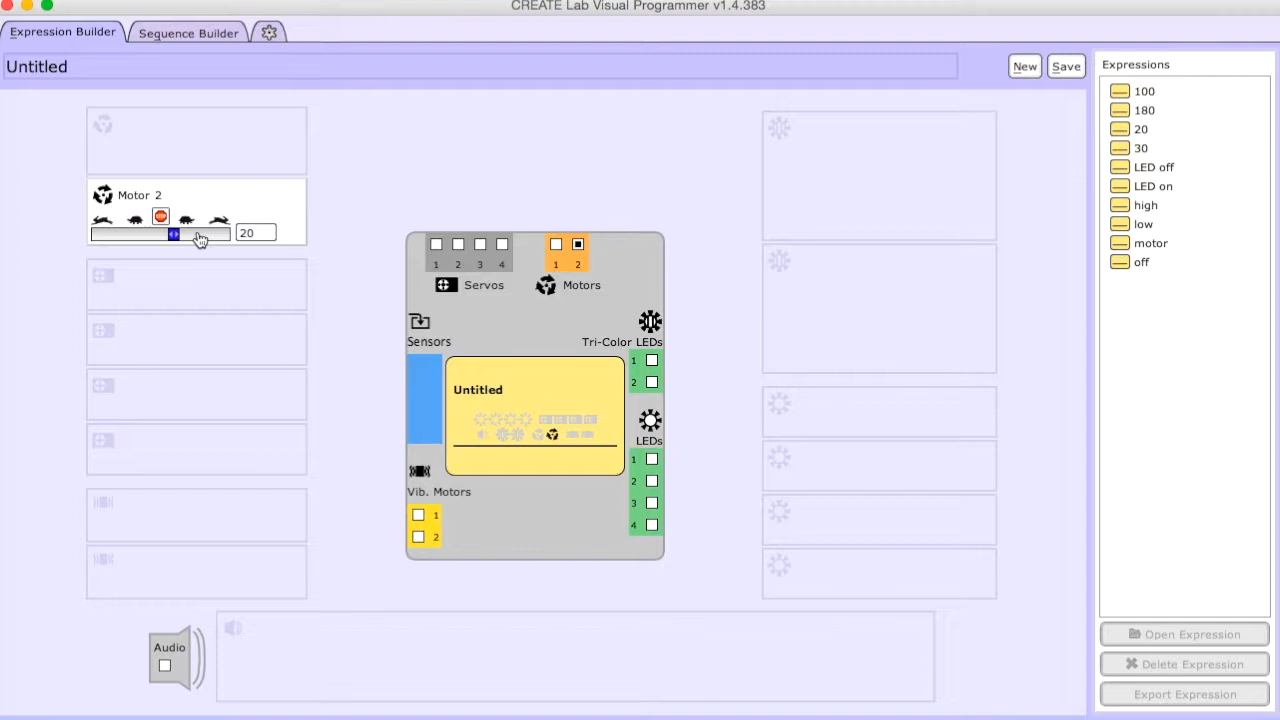 CREATE Lab Visual Programmer v1.4.383
Expression Builder
Sequence Builder
Untitled
New
Save
Motor 2
STOP
20
1 2 3 4
1 2
Servos
Motors
Sensors
Tri-Color LEDs
1
2
Untitled
LEDs
1
2
3
4
Vib. Motors
1
2
Audio
Expressions
100
180
20
30
LED off
LED on
high
low
motor
off
Open Expression
Delete Expression
Export Expression